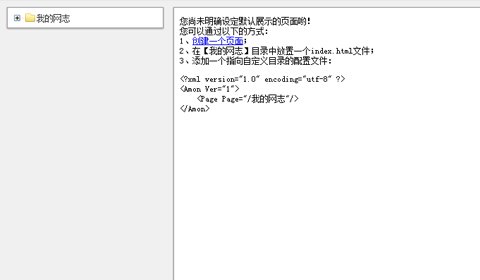 我的网志
您尚未明确设定默认展示的页面哟！
您可以通过以下的方式：
1、创建一个页面；
2、在【我的网志】目录中放置一个index.html文件；
3、添加一个指向自定义目录的配置文件：
<?xml version="1.0" encoding="utf-8" ?>
<Amon Ver="1">
<Page Page="/我的网志"/>
</Amon>